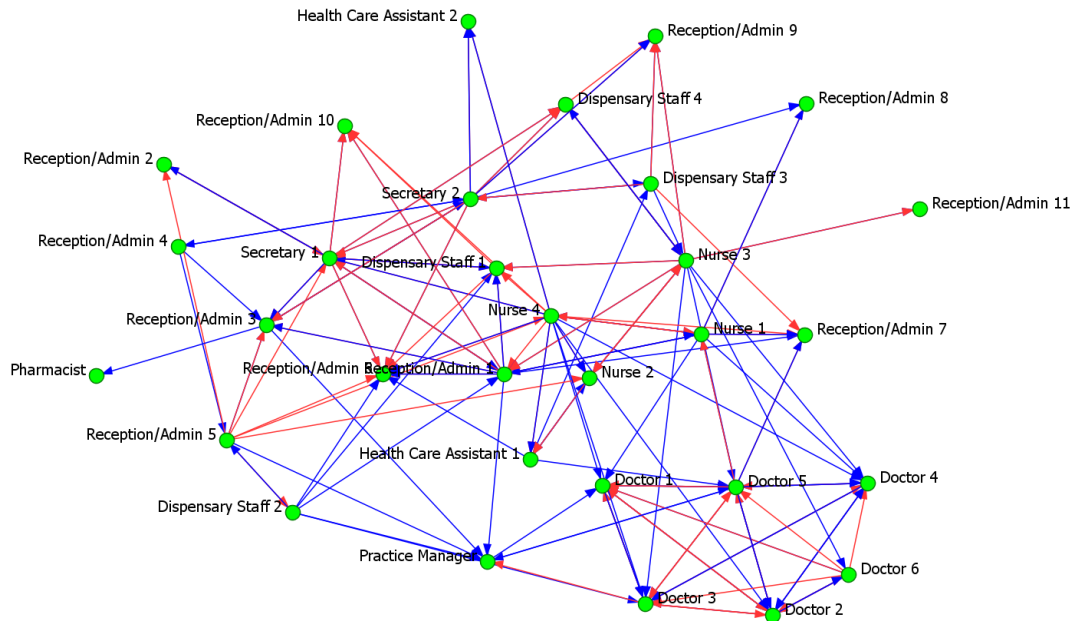 Health Care Assistant 2
Reception/Admin 9
Dispensary Staff 4
Reception/Admin 8
Reception/Admin 10
Reception/Admin 2
Dispensary Staff 3
Secretary 2
Reception/Admin 11
Reception/Admin 4
Secretary 1
Dispensary Staff 1
Nurse 3
Nurse 4
Reception/Admin 3
Nurse 1
Reception/Admin 7
Pharmacist
Reception/Admin
Reception/Admin 1
Nurse 2
Reception/Admin 5
Health Care Assistant 1
Doctor 1
Doctor 5
Doctor 4
Dispensary Staff 2
Practice Manager
Doctor 6
Doctor 3
Doctor 2